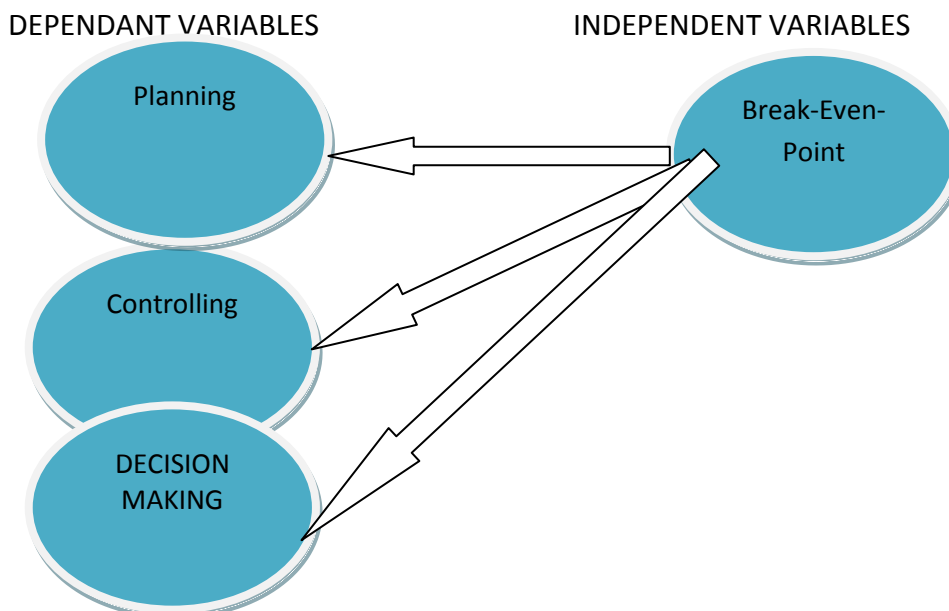 DEPENDANT VARIABLES
INDEPENDENT VARIABLES
Planning
Break-Even-
Point
Controlling
DECISION
MAKING